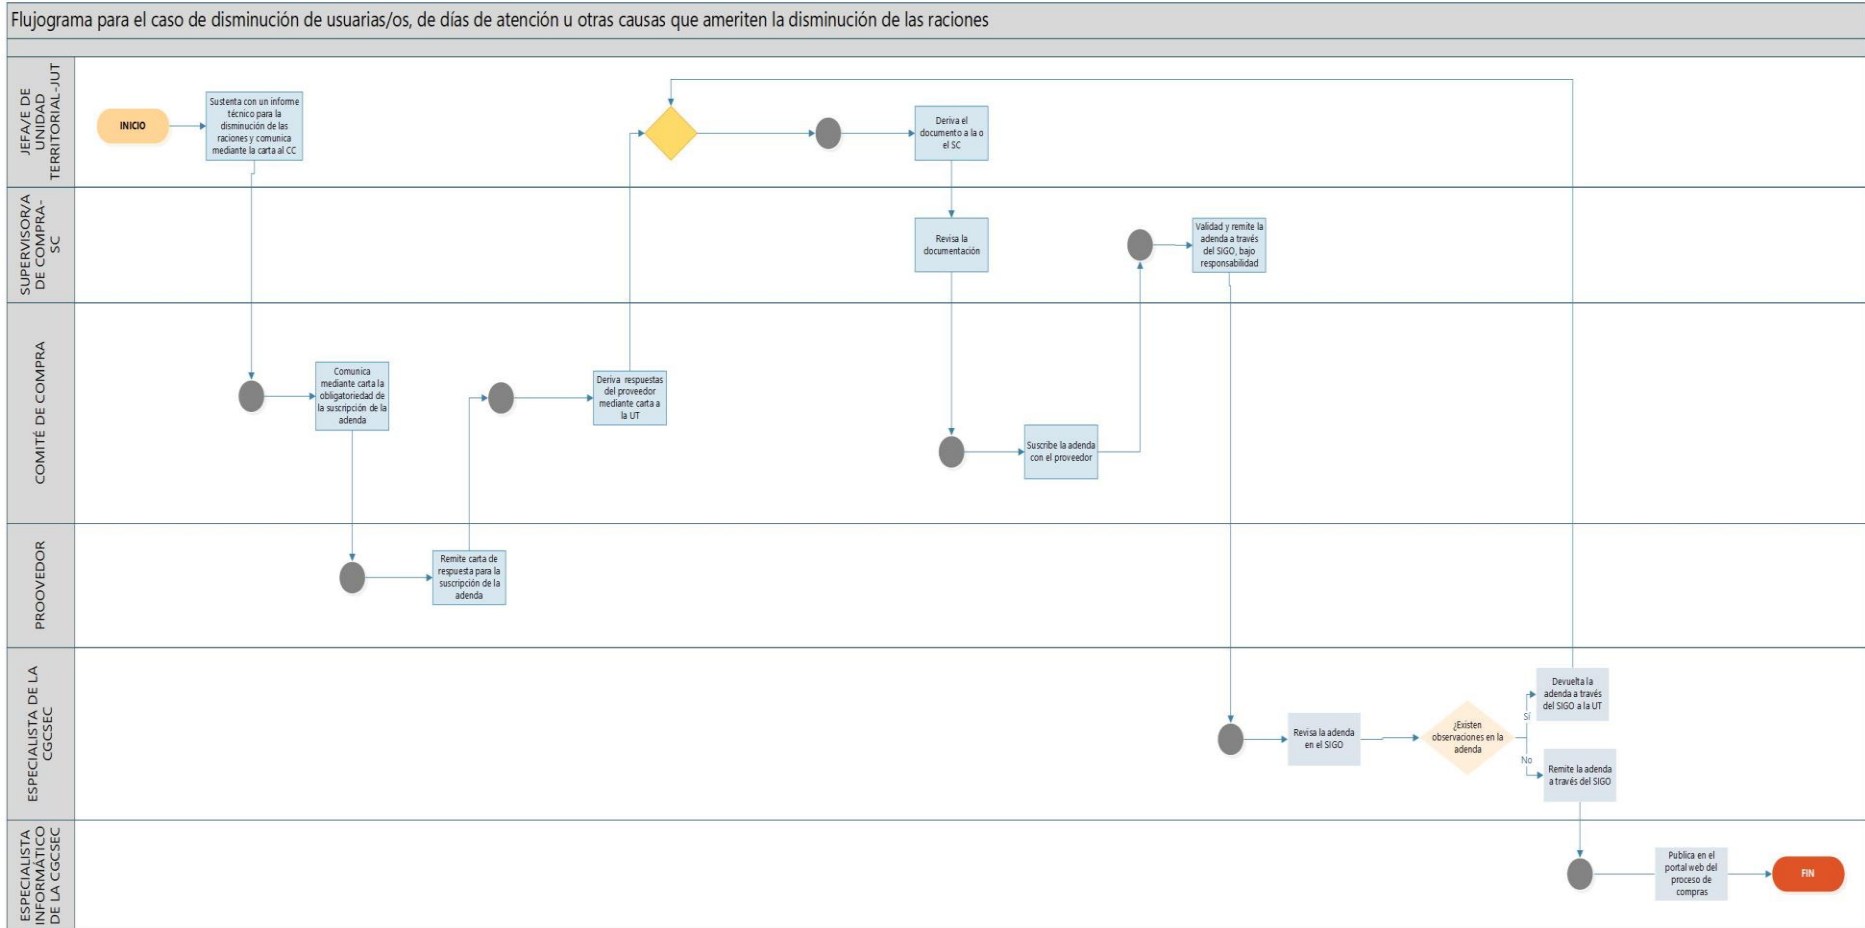 Flujograma para el caso de disminución de usuarias/os, de días de atención u otras causas que ameriten la disminución de las raciones
JEFA/E DE
UNIDAD
TERRITORIAL-JUT
INICIO
Sustenta con un informe
técnico para la
disminución de las
raciones y comunica
mediante la carta al CC
Deriva el
documento a la o
el SC
SUPERVISOR/A
DE COMPRA-
SC
Revisa la
documentación
Validad y remite la
adenda a través
del SIGO, bajo
responsabilidad
COMITÉ DE COMPRA
Comunica
mediante carta la
obligatoriedad de
la suscripción de la
adenda
Deriva respuestas
del proveedor
mediante carta a
la UT
Suscribe la adenda
con el proveedor
PROOVEDOR
Remite carta de
respuesta para la
suscripción de la
adenda
ESPECIALISTA DE LA
CGCSEC
Revisa la adenda
en el SIGO
¿Existen
observaciones en la
adenda
Sí
Devuelta la
adenda a través
del SIGO a la UT
No
Remite la adenda
a través del SIGO
ESPECIALISTA
INFORMÁTICO
DE LA CGCSEC
Publica en el
portal web del
proceso de
compras
FIN